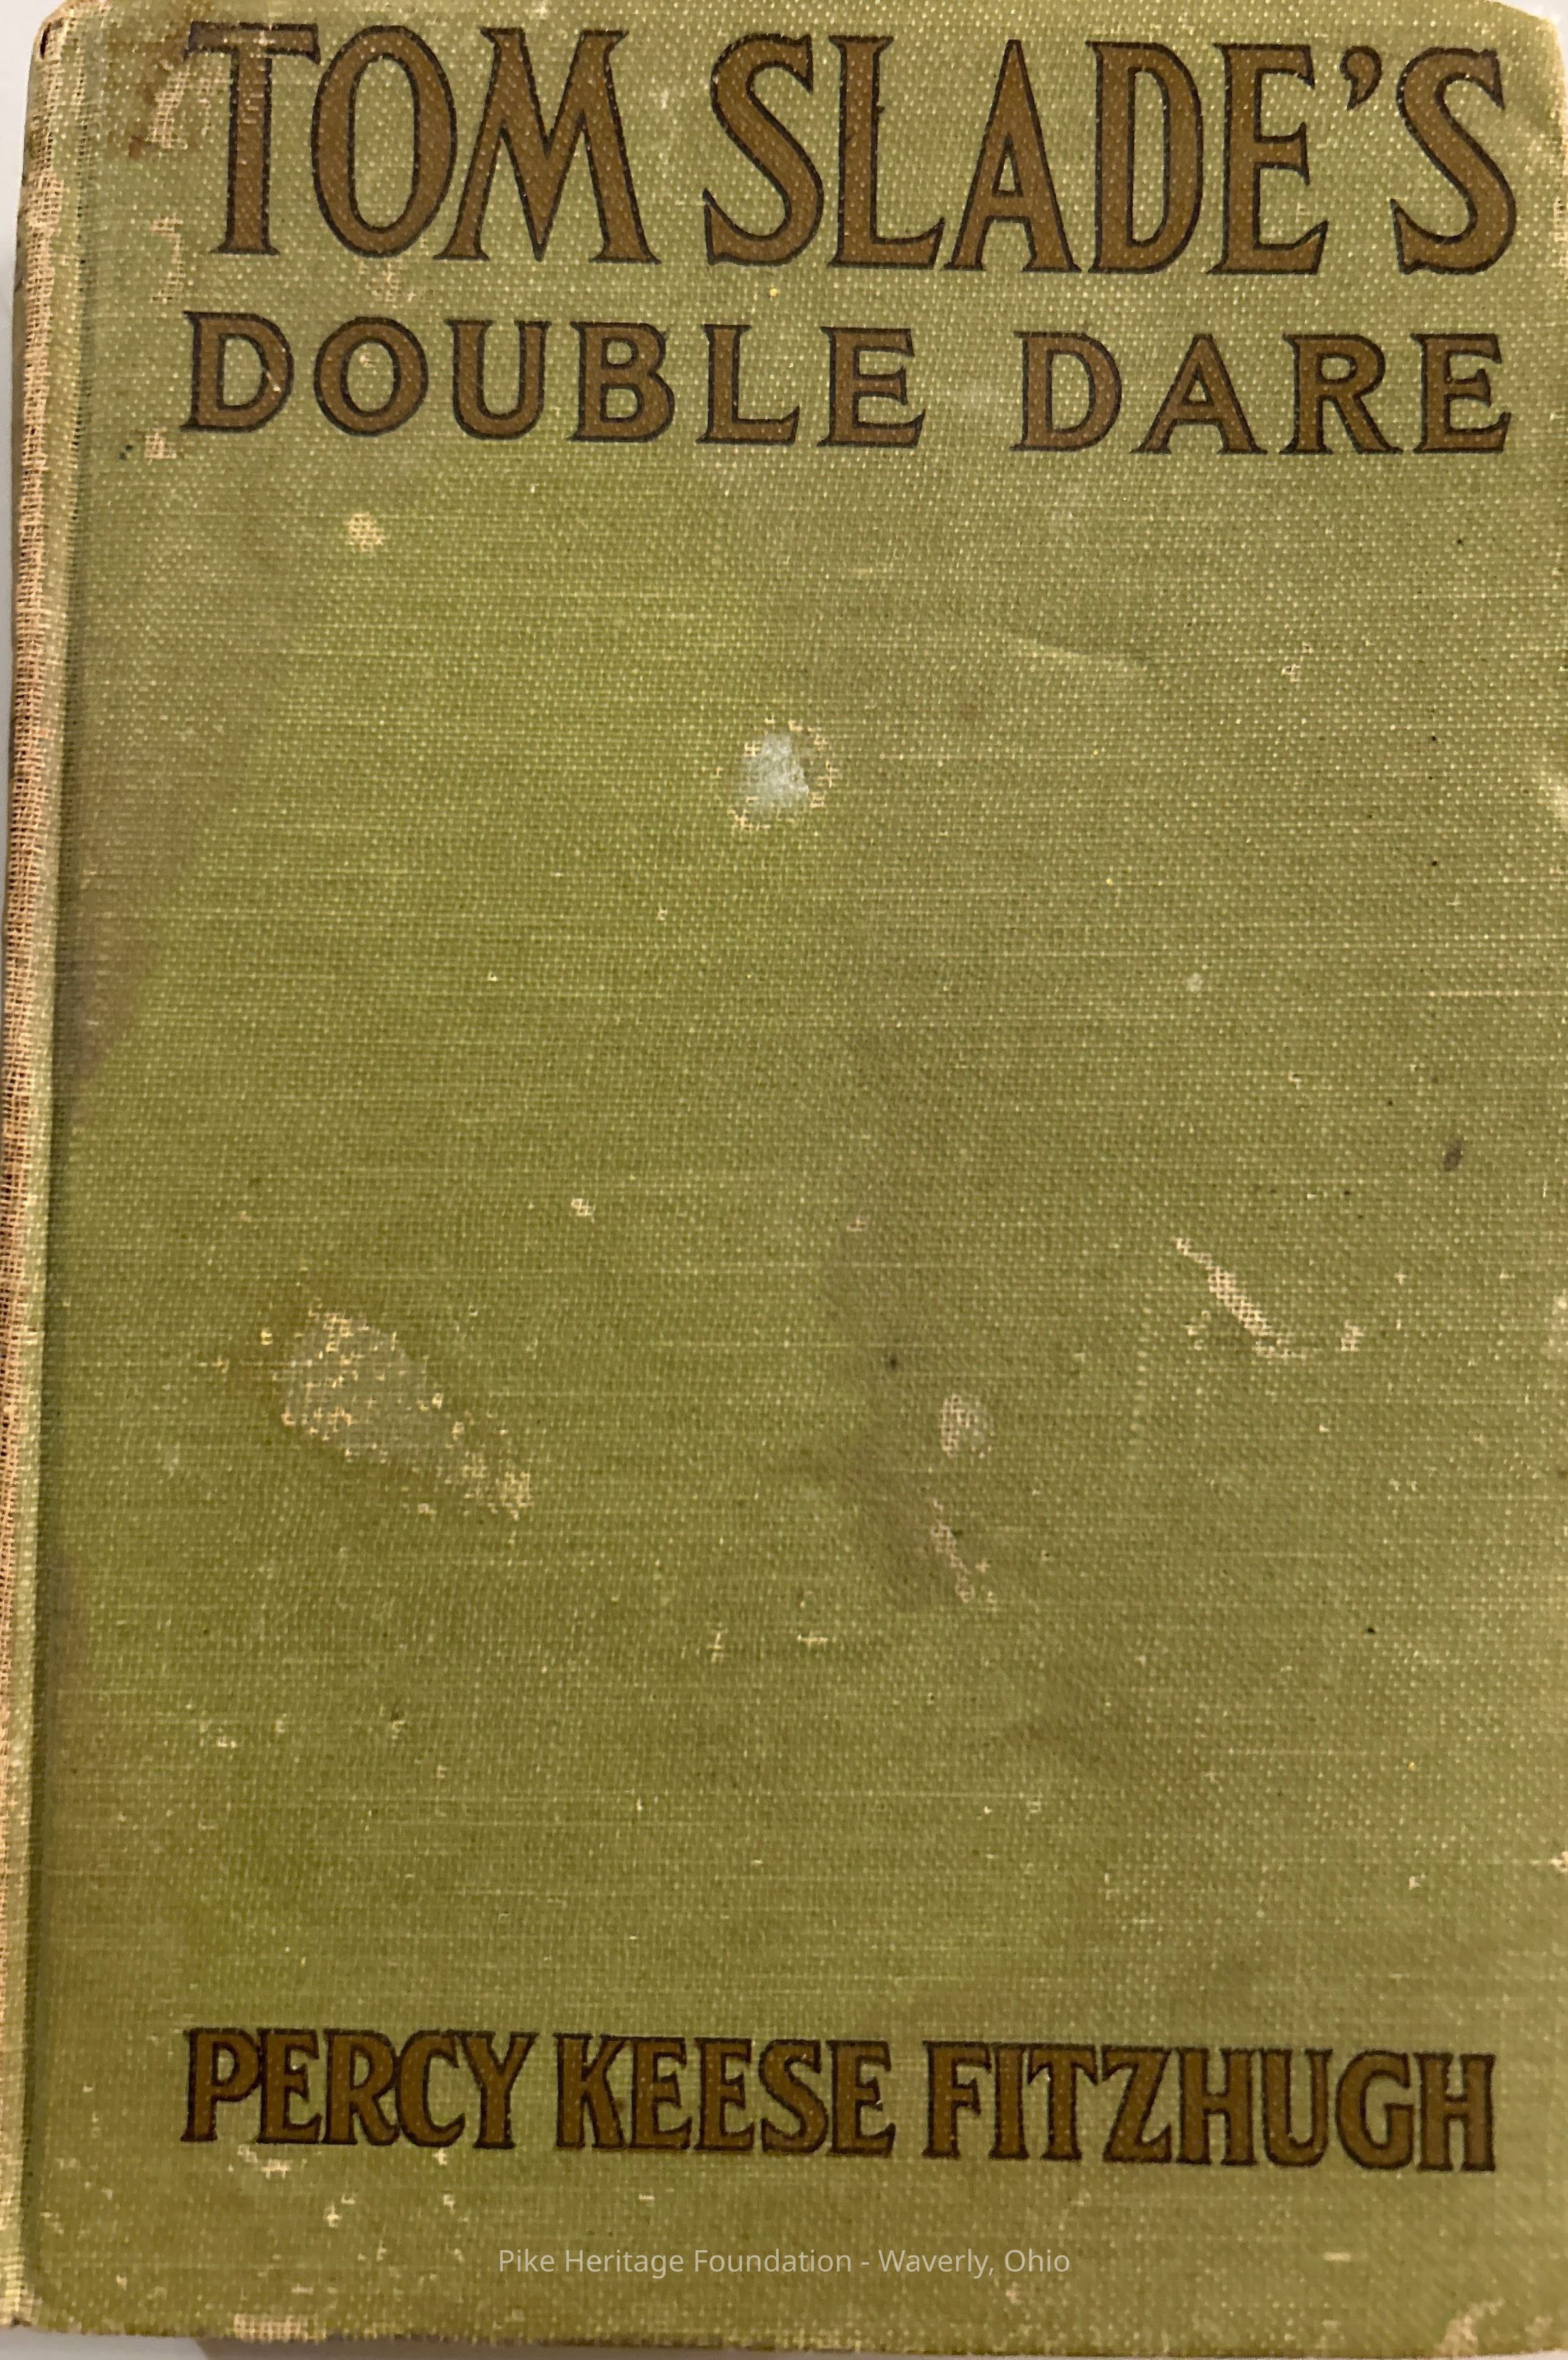 TOM SLADE'S
DOUBLE DARE
PERCY KEESE FITZHUGH
Pike Heritage Foundation - Waverly, Ohio